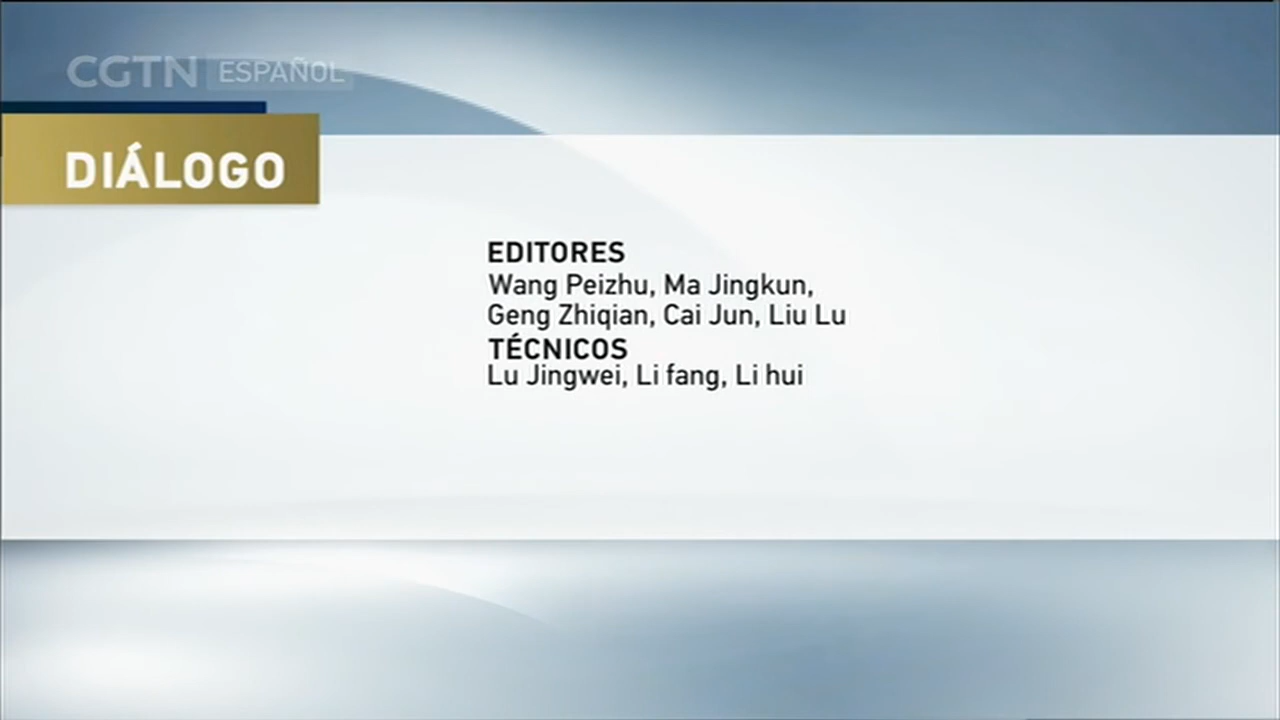 CGTN ESPAÑOL
DIÁLOGO
EDITORES
Wang Peizhu, Ma Jingkun,
Geng Zhiqian, Cai Jun, Liu Lu
TÉCNICOS
Lu Jingwei, Li fang, Li hui